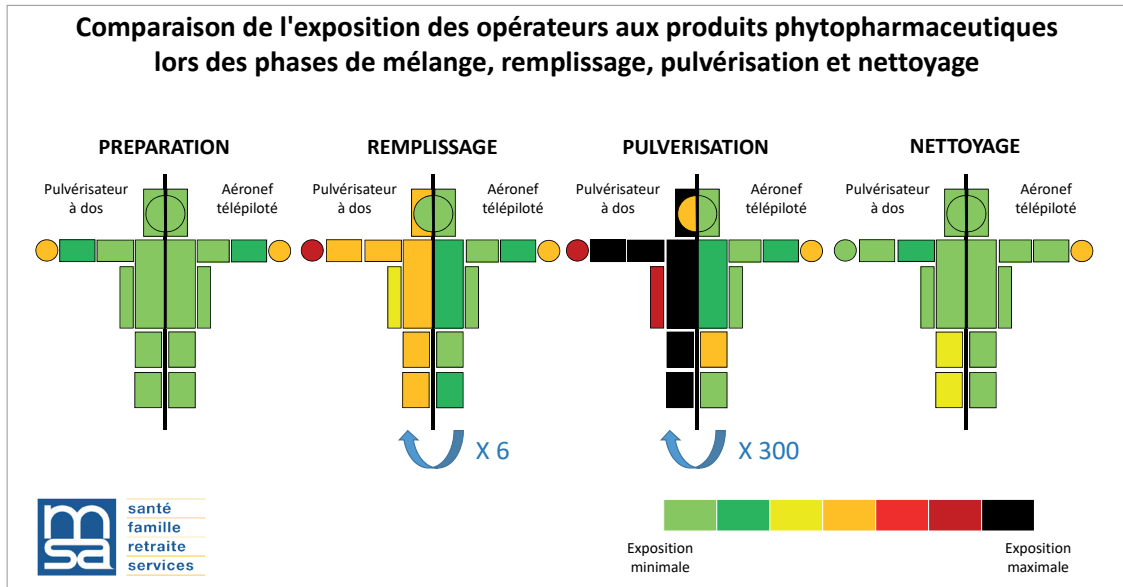 Comparaison de l'exposition des opérateurs aux produits phytopharmaceutiques
lors des phases de mélange, remplissage, pulvérisation et nettoyage
PREPARATION
Pulvérisateur
à dos
Aéronef
télépiloté
REMPLISSAGE
Pulvérisateur
à dos
Aéronef
télépiloté
X 6
PULVERISATION
Pulvérisateur
à dos
Aéronef
télépiloté
X 300
NETTOYAGE
Pulvérisateur
à dos
Aéronef
télépiloté
msa
santé
famille
retraite
services
Exposition
minimale
Exposition
maximale